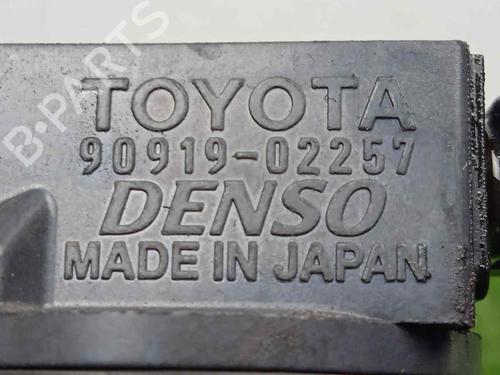 TOYOTA
90919-02257
DENSO
MADE IN JAPAN
B-PARTS